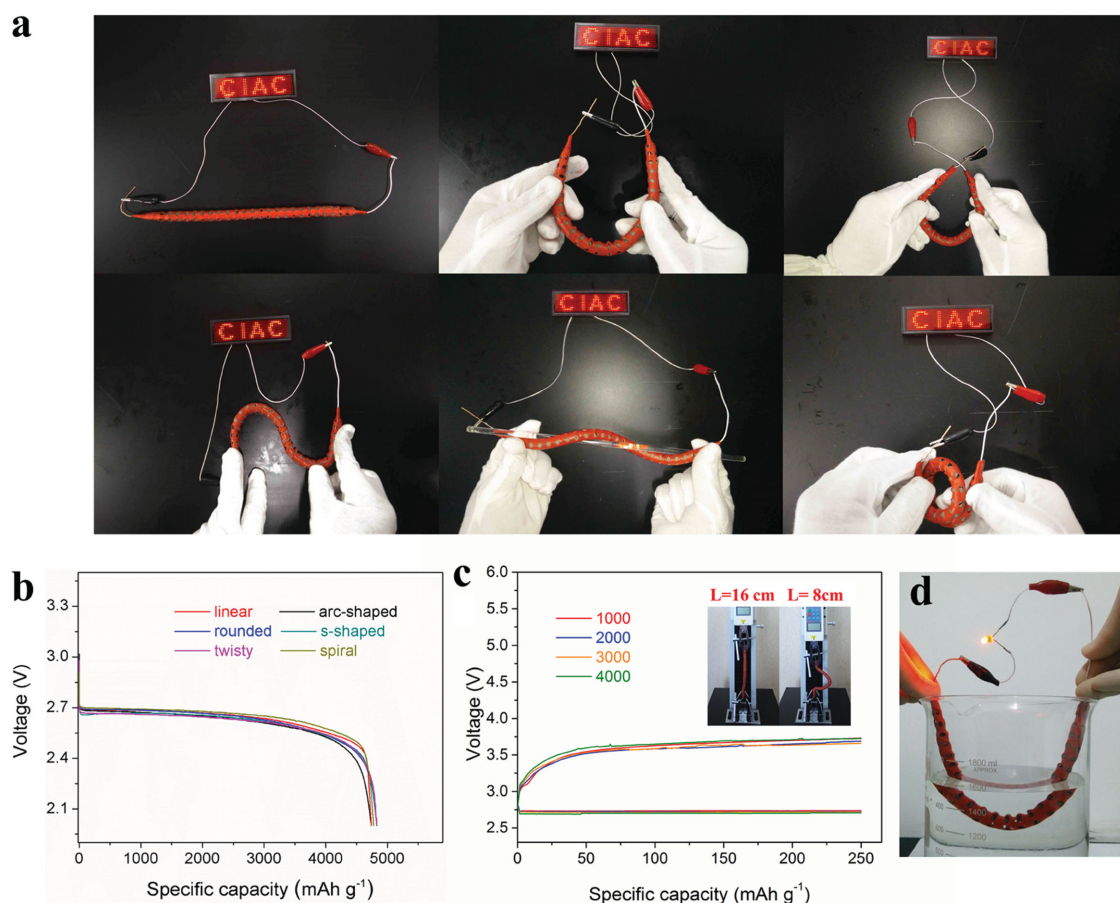 a
CIAC
CIAC
CIAC
CIAC
CIAC
CIAC
b
3.3
3.0
2.7
2.4
2.1
Voltage (V)
linear
arc-shaped
rounded
s-shaped
twisty
spiral
0
1000
2000
3000
4000
5000
Specific capacity (mAh g⁻¹)
c
6.0
5.5
5.0
4.5
4.0
3.5
3.0
2.5
Voltage (V)
1000
2000
3000
4000
L=16 cm
L= 8cm
0
50
100
150
200
250
Specific capacity (mAh g⁻¹)
d
1800 ml
APPROX
1600
400
1400
1200